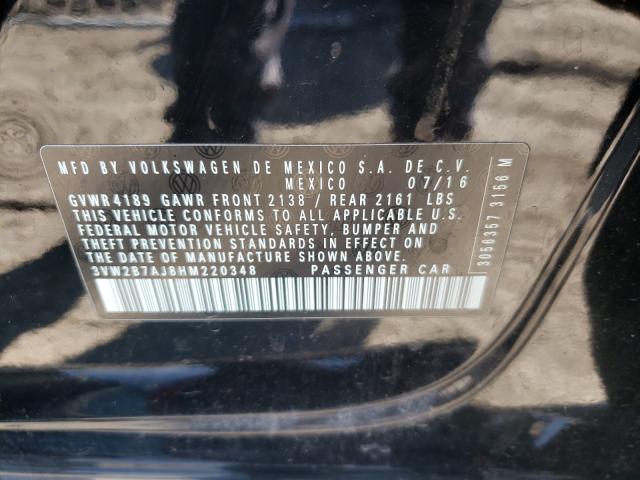 MFD BY VOLKSWAGEN DE MEXICO S.A. DE C.V.
MEXICO 07/16
GVWR4189 GAWR FRONT 2138 / REAR 2161 LBS
THIS VEHICLE CONFORMS TO ALL APPLICABLE U.S.
FEDERAL MOTOR VEHICLE SAFETY, BUMPER AND
THEFT PREVENTION STANDARDS IN EFFECT ON
THE DATE OF MANUFACTURE SHOWN ABOVE.
3VW2B7AJ8HM220348 PASSENGER CAR
3056357 3156 M